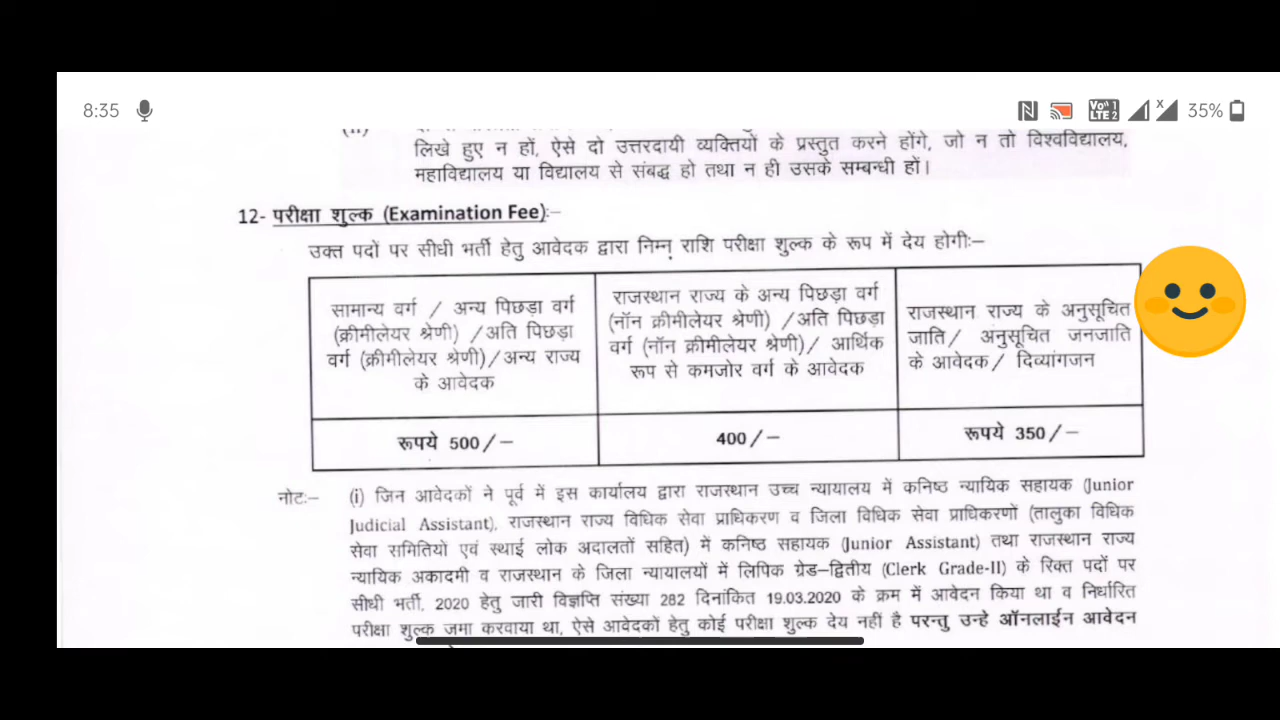 8:35
Vo)) 1
LTE 2
35%
(ii)
लिखे हुए न हों, ऐसे दो उत्तरदायी व्यक्तियों के प्रस्तुत करने होंगे, जो न तो विश्वविद्यालय,
महाविद्यालय या विद्यालय से संबद्ध हो तथा न ही उसके सम्बन्धी हों।
12- परीक्षा शुल्क (Examination Fee):–
उक्त पदों पर सीधी भर्ती हेतु आवेदक द्वारा निम्न् राशि परीक्षा शुल्क के रूप में देय होगीः–
सामान्य वर्ग / अन्य पिछड़ा वर्ग
(क्रीमीलेयर श्रेणी) /अति पिछड़ा
वर्ग (क्रीमीलेयर श्रेणी)/अन्य राज्य
के आवेदक
राजस्थान राज्य के अन्य पिछड़ा वर्ग
(नॉन क्रीमीलेयर श्रेणी) /अति पिछड़ा
वर्ग (नॉन क्रीमीलेयर श्रेणी)/ आर्थिक
रूप से कमजोर वर्ग के आवेदक
राजस्थान राज्य के अनुसूचित
जाति/ अनुसूचित जनजाति
के आवेदक/ दिव्यांगजन
रूपये 500/–
400/–
रूपये 350/–
नोटः– (i) जिन आवेदकों ने पूर्व में इस कार्यालय द्वारा राजस्थान उच्च न्यायालय में कनिष्ठ न्यायिक सहायक (Junior
Judicial Assistant), राजस्थान राज्य विधिक सेवा प्राधिकरण व जिला विधिक सेवा प्राधिकरणों (तालुका विधिक
सेवा समितियो एवं स्थाई लोक अदालतों सहित) में कनिष्ठ सहायक (Junior Assistant) तथा राजस्थान राज्य
न्यायिक अकादमी व राजस्थान के जिला न्यायालयों में लिपिक ग्रेड–द्वितीय (Clerk Grade-II) के रिक्त पदों पर
सीधी भर्ती, 2020 हेतु जारी विज्ञप्ति संख्या 282 दिनांकित 19.03.2020 के क्रम में आवेदन किया था व निर्धारित
परीक्षा शुल्क जमा करवाया था, ऐसे आवेदकों हेतु कोई परीक्षा शुल्क देय नहीं है परन्तु उन्हे ऑनलाईन आवेदन